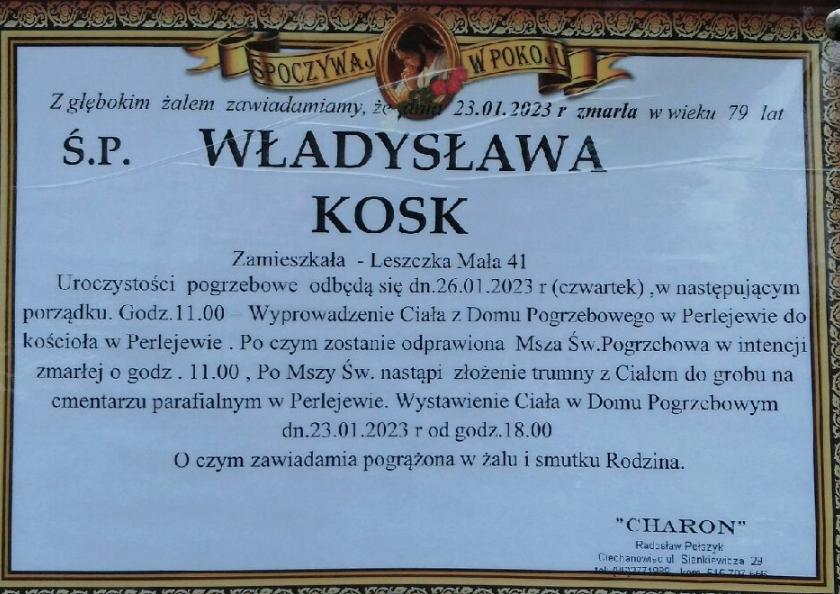 SPOCZYWAJ W POKOJU
Z głębokim żalem zawiadamiamy, że dnia 23.01.2023 r zmarła w wieku 79 lat
Ś.P. WŁADYSŁAWA
KOSK
Zamieszkała - Leszczka Mała 41
Uroczystości pogrzebowe odbędą się dn.26.01.2023 r (czwartek) ,w następującym
porządku. Godz.11.00 – Wyprowadzenie Ciała z Domu Pogrzebowego w Perlejewie do
kościoła w Perlejewie . Po czym zostanie odprawiona Msza Św.Pogrzebowa w intencji
zmarłej o godz . 11.00 , Po Mszy Św. nastąpi złożenie trumny z Ciałem do grobu na
cmentarzu parafialnym w Perlejewie. Wystawienie Ciała w Domu Pogrzebowym
dn.23.01.2023 r od godz.18.00
O czym zawiadamia pogrążona w żalu i smutku Rodzina.
"CHARON"
Radosław Petszyk
Ciechanowiec ul. Sienkiewicza 29